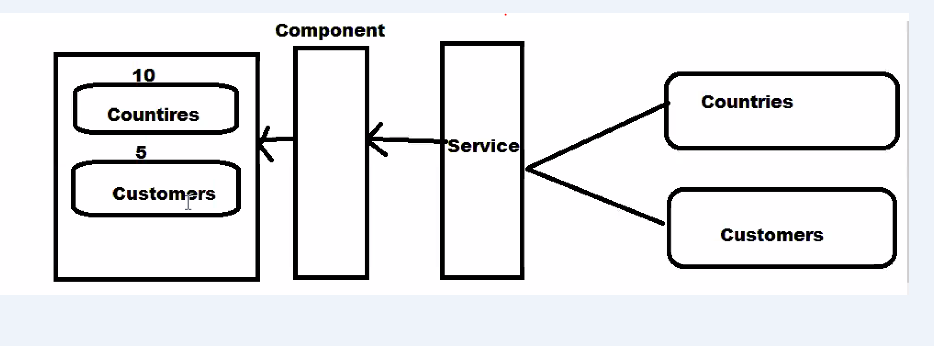 Component
10
Countires
5
Customers
Service
Countries
Customers